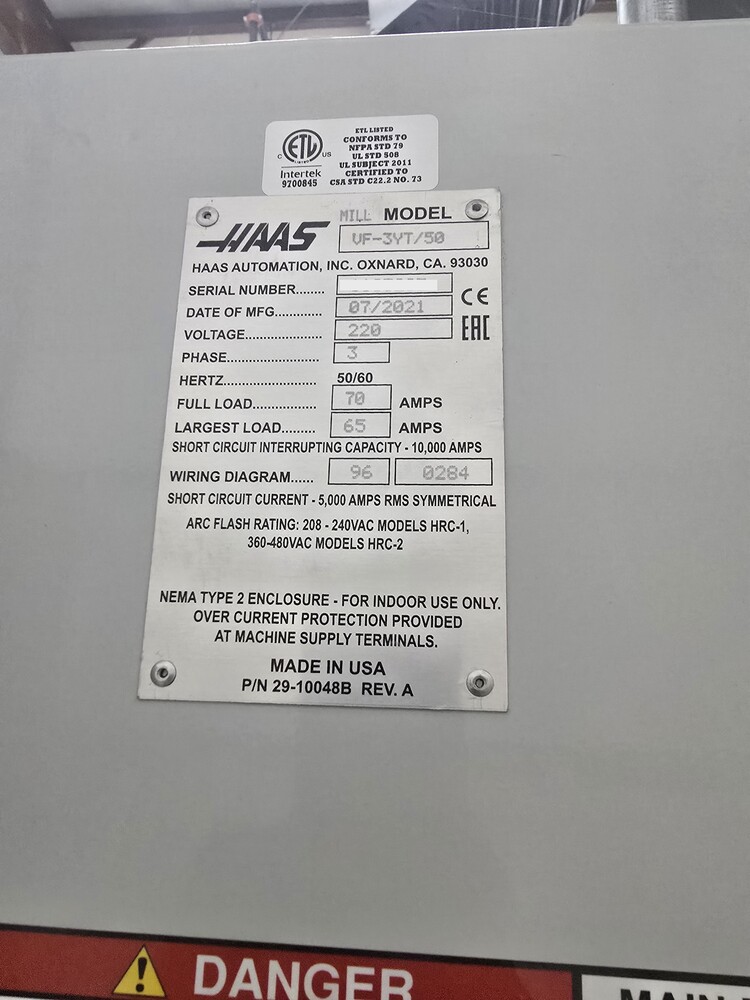 ETL LISTED
CONFORMS TO
NFPA STD 79
UL STD 508
UL SUBJECT 2011
CERTIFIED TO
CSA STD C22.2 NO. 73
C ETL US
LISTED
Intertek
9700845
MILL MODEL
HAAS VF-3YT/50
HAAS AUTOMATION, INC. OXNARD, CA. 93030
SERIAL NUMBER........
CE
DATE OF MFG............ 07/2021
EAC
VOLTAGE................... 220
PHASE....................... 3
HERTZ........................ 50/60
FULL LOAD................ 70 AMPS
LARGEST LOAD......... 65 AMPS
SHORT CIRCUIT INTERRUPTING CAPACITY - 10,000 AMPS
WIRING DIAGRAM...... 96 0284
SHORT CIRCUIT CURRENT - 5,000 AMPS RMS SYMMETRICAL
ARC FLASH RATING: 208 - 240VAC MODELS HRC-1,
360-480VAC MODELS HRC-2
NEMA TYPE 2 ENCLOSURE - FOR INDOOR USE ONLY.
OVER CURRENT PROTECTION PROVIDED
AT MACHINE SUPPLY TERMINALS.
MADE IN USA
P/N 29-10048B REV. A
DANGER